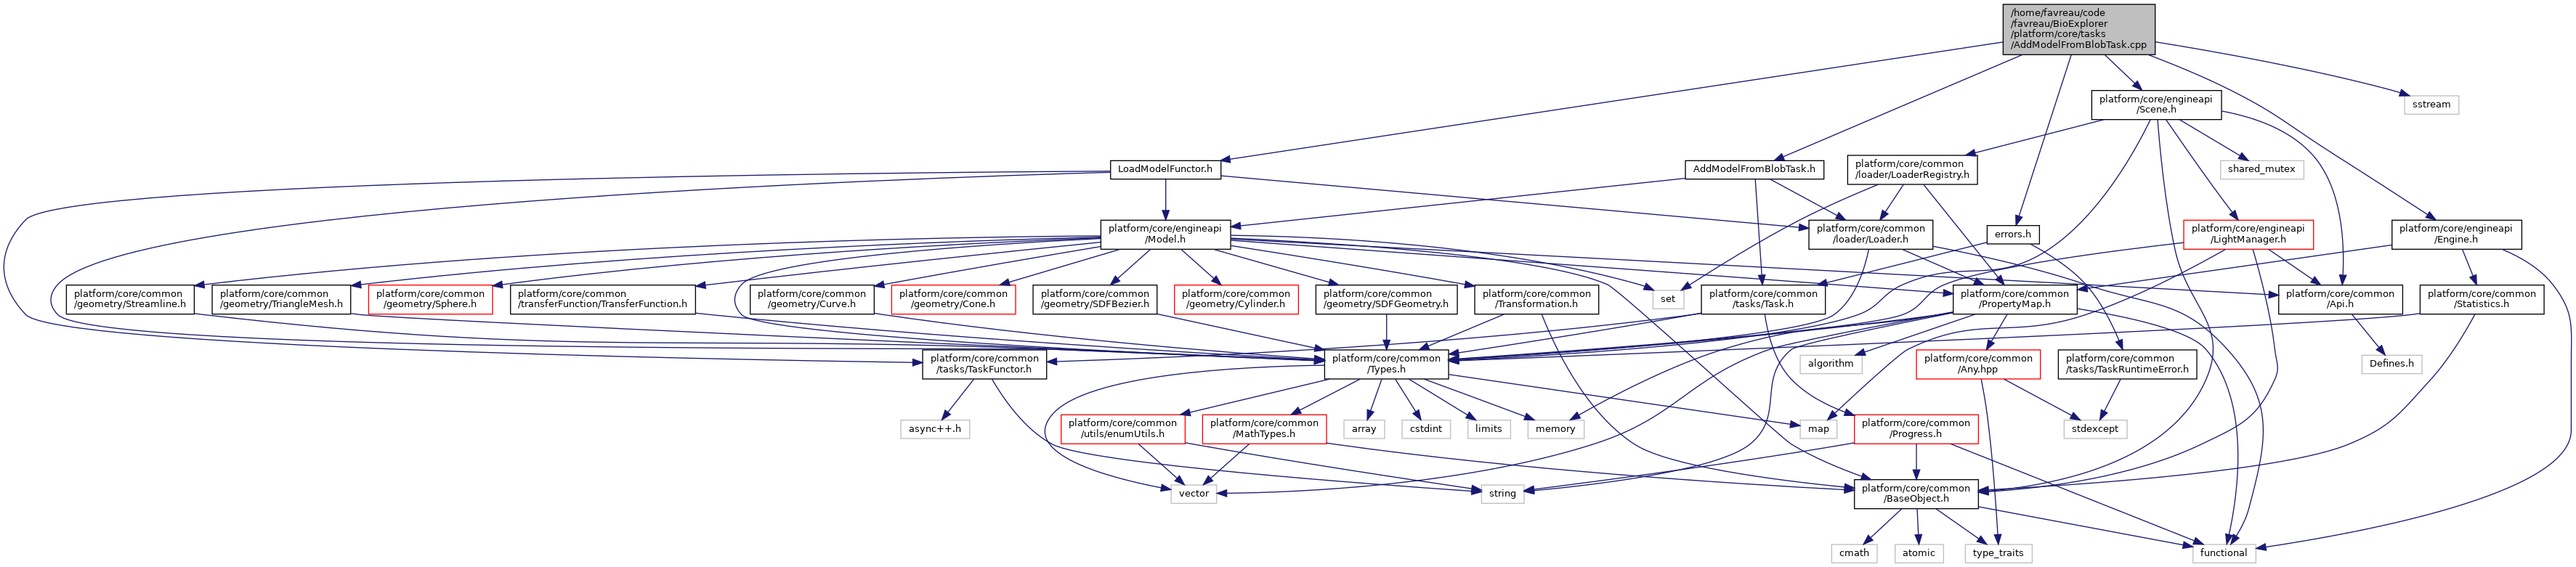 /home/favreau/code
/favreau/BioExplorer
/platform/core/tasks
/AddModelFromBlobTask.cpp
platform/core/engineapi
/Scene.h
sstream
LoadModelFunctor.h
AddModelFromBlobTask.h
platform/core/common
/loader/LoaderRegistry.h
shared_mutex
platform/core/engineapi
/Model.h
platform/core/common
/loader/Loader.h
errors.h
platform/core/engineapi
/LightManager.h
platform/core/engineapi
/Engine.h
platform/core/common
/geometry/Streamline.h
platform/core/common
/geometry/TriangleMesh.h
platform/core/common
/geometry/Sphere.h
platform/core/common
/transferFunction/TransferFunction.h
platform/core/common
/geometry/Curve.h
platform/core/common
/geometry/Cone.h
platform/core/common
/geometry/SDFBezier.h
platform/core/common
/geometry/Cylinder.h
platform/core/common
/geometry/SDFGeometry.h
platform/core/common
/Transformation.h
set
platform/core/common
/tasks/Task.h
platform/core/common
/PropertyMap.h
platform/core/common
/Api.h
platform/core/common
/Statistics.h
platform/core/common
/tasks/TaskFunctor.h
platform/core/common
/Types.h
algorithm
platform/core/common
/Any.hpp
platform/core/common
/tasks/TaskRuntimeError.h
Defines.h
async++.h
platform/core/common
/utils/enumUtils.h
platform/core/common
/MathTypes.h
array
cstdint
limits
memory
map
platform/core/common
/Progress.h
stdexcept
vector
string
platform/core/common
/BaseObject.h
cmath
atomic
type_traits
functional